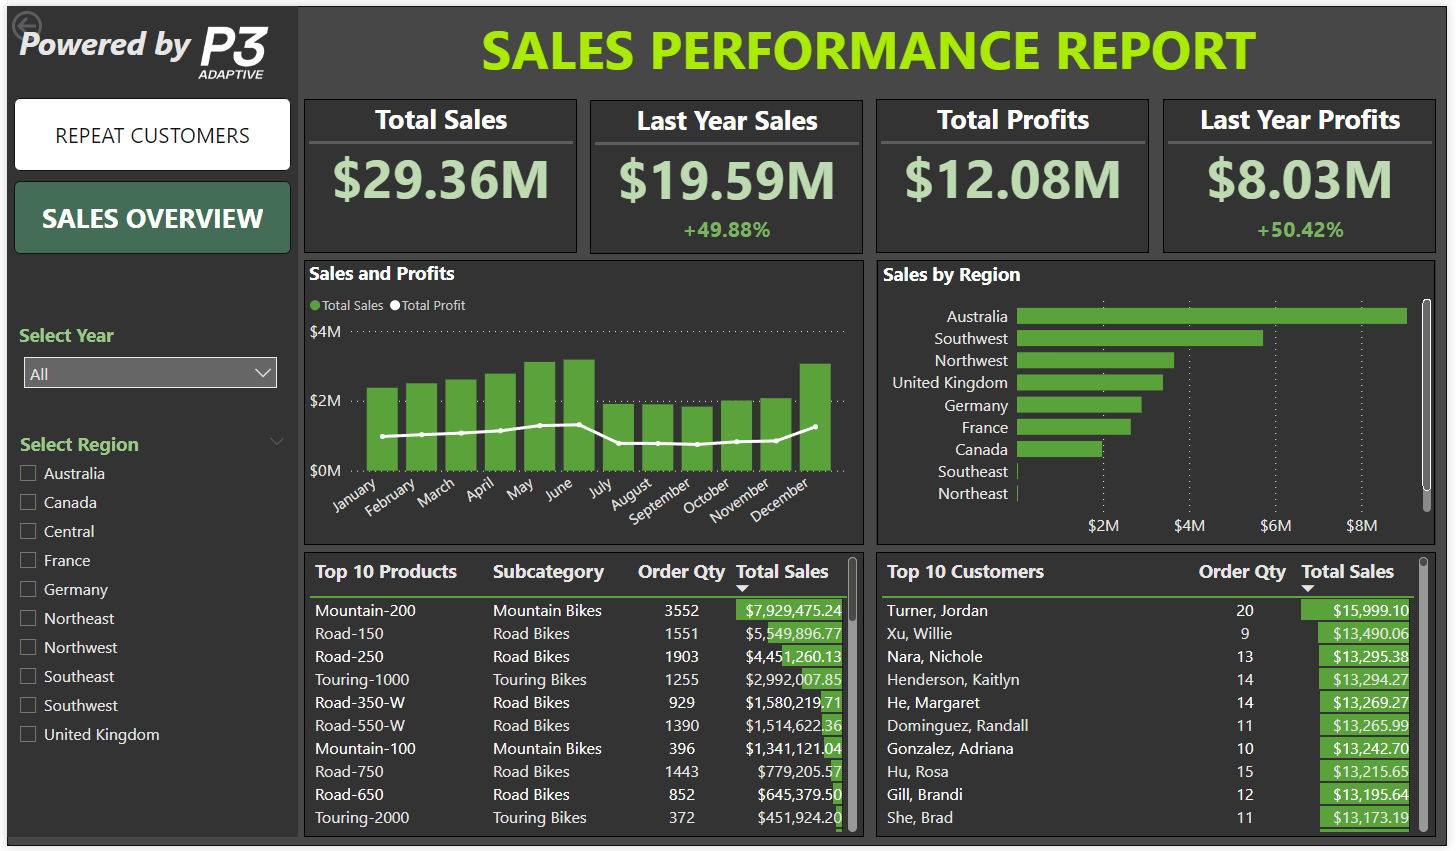 Powered by P3
ADAPTIVE
SALES PERFORMANCE REPORT
REPEAT CUSTOMERS
SALES OVERVIEW
Select Year
All
Select Region
Australia
Canada
Central
France
Germany
Northeast
Northwest
Southeast
Southwest
United Kingdom
Total Sales
$29.36M
Last Year Sales
$19.59M
+49.88%
Total Profits
$12.08M
Last Year Profits
$8.03M
+50.42%
Sales and Profits
Total Sales Total Profit
$4M
$2M
$0M
January February March April May June July August September October November December
Sales by Region
Australia
Southwest
Northwest
United Kingdom
Germany
France
Canada
Southeast
Northeast
$2M $4M $6M $8M
Top 10 Products Subcategory Order Qty Total Sales
Mountain-200 Mountain Bikes 3552 $7,929,475.24
Road-150 Road Bikes 1551 $5,549,896.77
Road-250 Road Bikes 1903 $4,451,260.13
Touring-1000 Touring Bikes 1255 $2,992,007.85
Road-350-W Road Bikes 929 $1,580,219.71
Road-550-W Road Bikes 1390 $1,514,622.36
Mountain-100 Mountain Bikes 396 $1,341,121.04
Road-750 Road Bikes 1443 $779,205.57
Road-650 Road Bikes 852 $645,379.50
Touring-2000 Touring Bikes 372 $451,924.20
Top 10 Customers Order Qty Total Sales
Turner, Jordan 20 $15,999.10
Xu, Willie 9 $13,490.06
Nara, Nichole 13 $13,295.38
Henderson, Kaitlyn 14 $13,294.27
He, Margaret 14 $13,269.27
Dominguez, Randall 11 $13,265.99
Gonzalez, Adriana 10 $13,242.70
Hu, Rosa 15 $13,215.65
Gill, Brandi 12 $13,195.64
She, Brad 11 $13,173.19